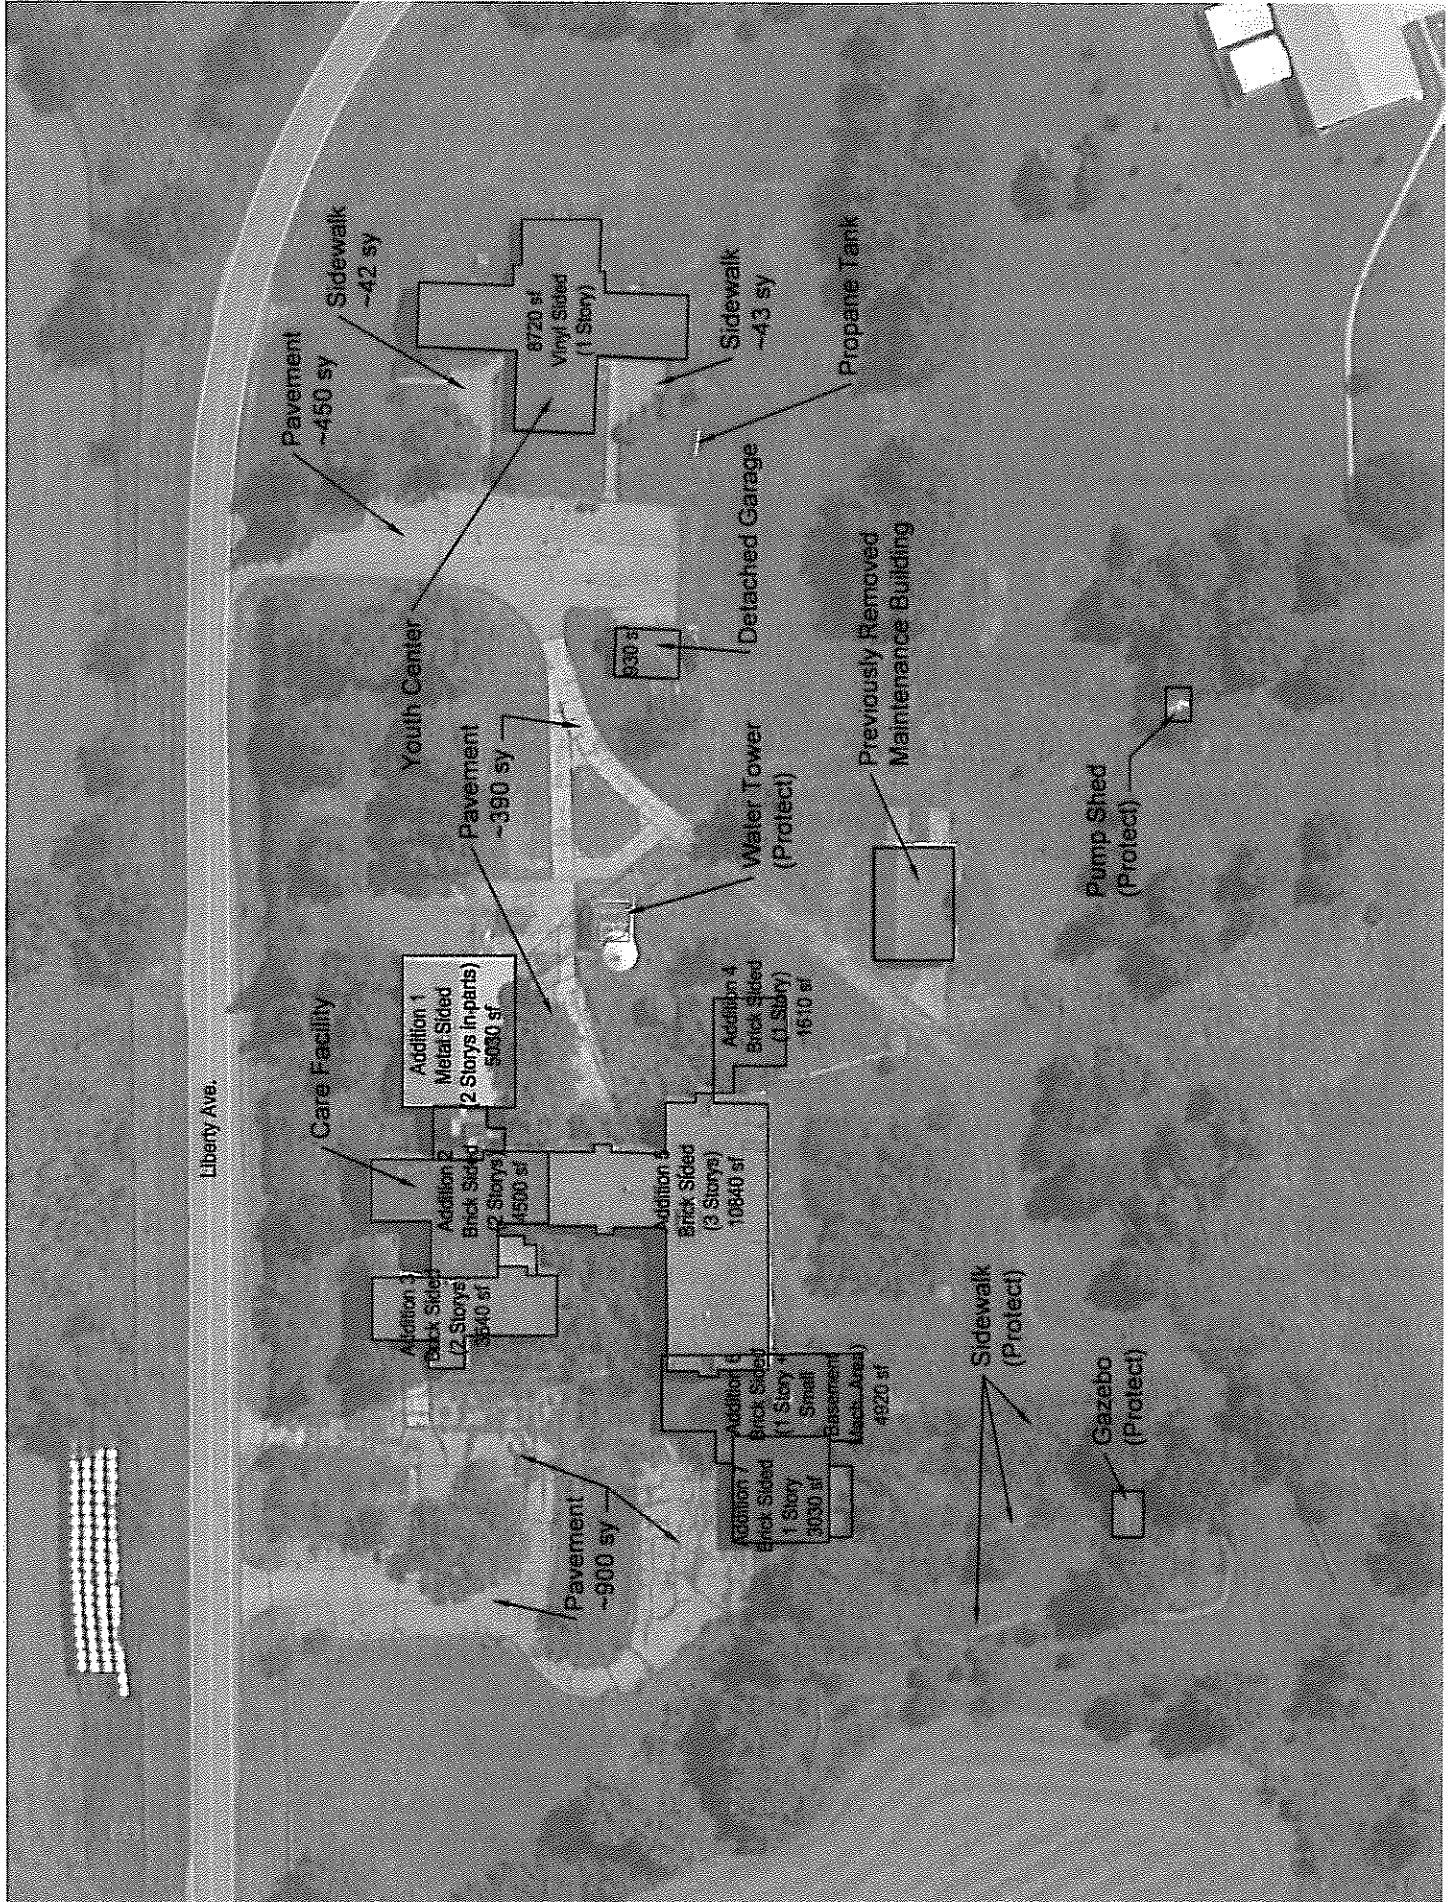 Liberty Ave.
Care Facility
Addition 1
Metal Sided
(2 Storys In parts)
5030 sf
Addition 2
Brick Sided
(2 Storys)
4500 sf
Addition 3
Brick Sided
(2 Storys)
Addition 4
Brick Sided
(1 Story)
1610 sf
Addition 5
Brick Sided
(3 Storys)
10840 sf
Addition 6
Brick Sided
(1 Story +
Small
Basement
4920 sf
Addition 7
Brick Sided
1 Story
3030 sf
Pavement
~900 sy
Pavement
~390 sy
Pavement
~450 sy
Youth Center
8720 sf
Vinyl Sided
(1 Story)
Sidewalk
~42 sy
Sidewalk
~43 sy
Propane Tank
930 s
Detached Garage
Water Tower
(Protect)
Previously Removed
Maintenance Building
Pump Shed
(Protect)
Sidewalk
(Protect)
Gazebo
(Protect)